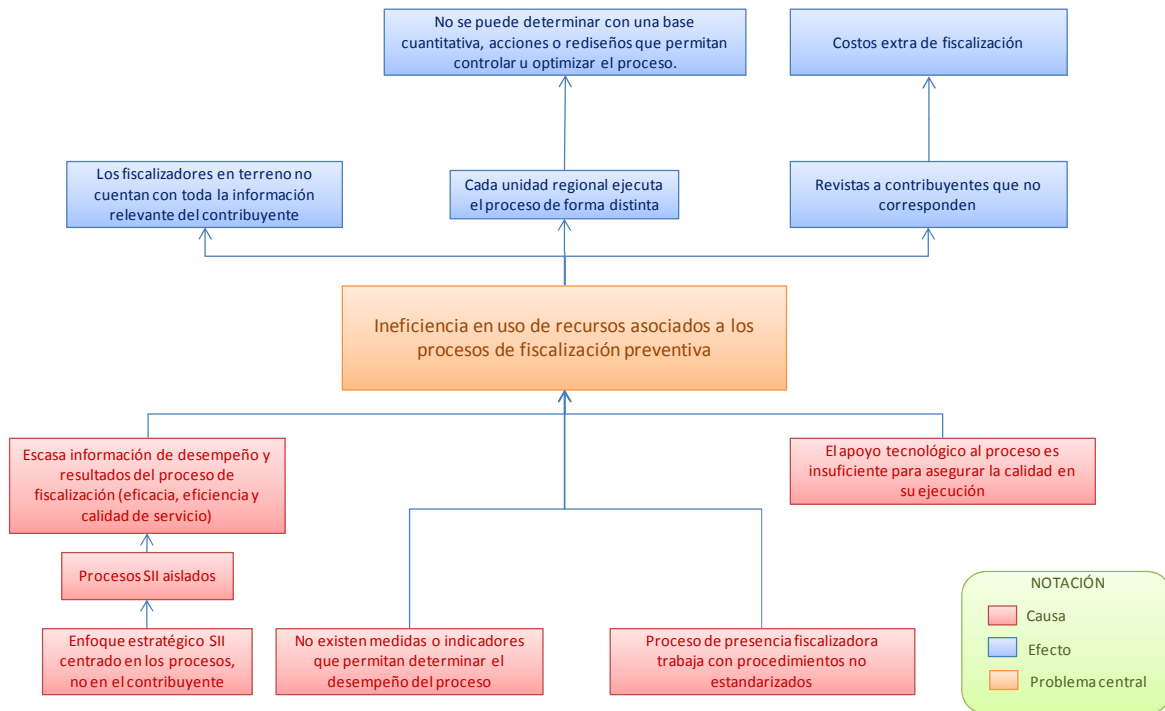 No se puede determinar con una base
cuantitativa, acciones o rediseños que permitan
controlar u optimizar el proceso.
Costos extra de fiscalización
Los fiscalizadores en terreno no
cuentan con toda la información
relevante del contribuyente
Cada unidad regional ejecuta
el proceso de forma distinta
Revistas a contribuyentes que no
corresponden
Ineficiencia en uso de recursos asociados a los
procesos de fiscalización preventiva
Escasa información de desempeño y
resultados del proceso de
fiscalización (eficacia, eficiencia y
calidad de servicio)
El apoyo tecnológico al proceso es
insuficiente para asegurar la calidad en
su ejecución
Procesos SII aislados
Enfoque estratégico SII
centrado en los procesos,
no en el contribuyente
No existen medidas o indicadores
que permitan determinar el
desempeño del proceso
Proceso de presencia fiscalizadora
trabaja con procedimientos no
estandarizados
NOTACIÓN
Causa
Efecto
Problema central